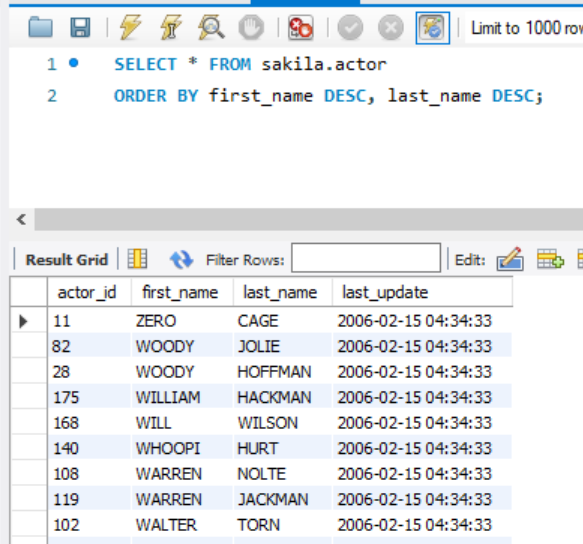 Limit to 1000 row
1 SELECT * FROM sakila.actor
2 ORDER BY first_name DESC, last_name DESC;
Result Grid Filter Rows: Edit:
actor_id first_name last_name last_update
11 ZERO CAGE 2006-02-15 04:34:33
82 WOODY JOLIE 2006-02-15 04:34:33
28 WOODY HOFFMAN 2006-02-15 04:34:33
175 WILLIAM HACKMAN 2006-02-15 04:34:33
168 WILL WILSON 2006-02-15 04:34:33
140 WHOOPI HURT 2006-02-15 04:34:33
108 WARREN NOLTE 2006-02-15 04:34:33
119 WARREN JACKMAN 2006-02-15 04:34:33
102 WALTER TORN 2006-02-15 04:34:33